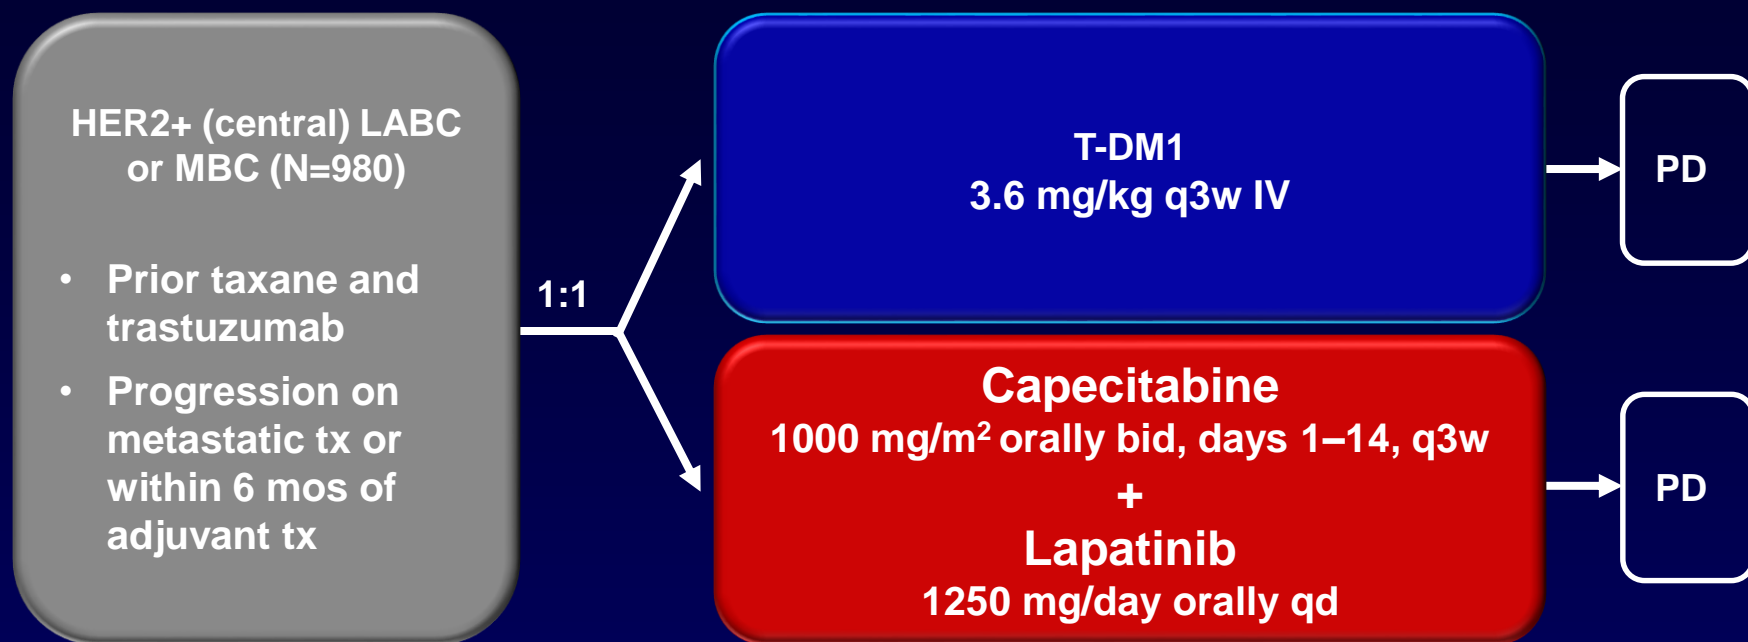 HER2+ (central) LABC
or MBC (N=980)
• Prior taxane and
trastuzumab
• Progression on
metastatic tx or
within 6 mos of
adjuvant tx
1:1
T-DM1
3.6 mg/kg q3w IV
PD
Capecitabine
1000 mg/m² orally bid, days 1–14, q3w
+
Lapatinib
1250 mg/day orally qd
PD